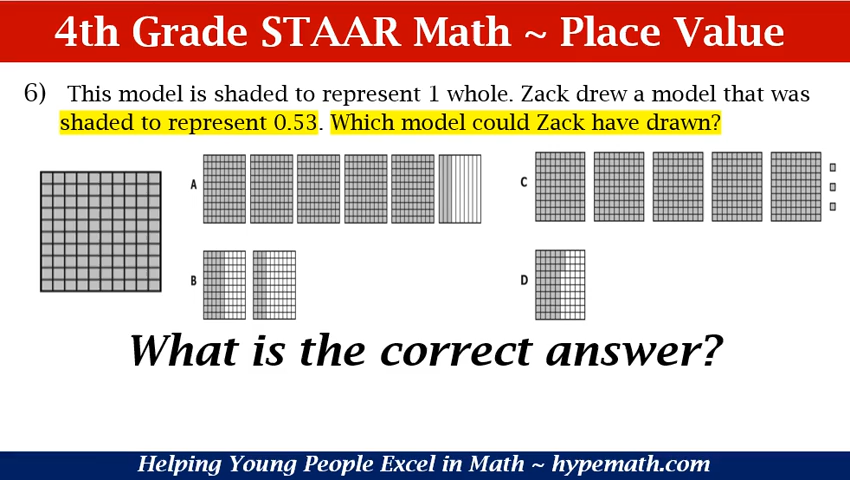 4th Grade STAAR Math ~ Place Value
6) This model is shaded to represent 1 whole. Zack drew a model that was
shaded to represent 0.53. Which model could Zack have drawn?
A
C
B
D
What is the correct answer?
Helping Young People Excel in Math ~ hypemath.com